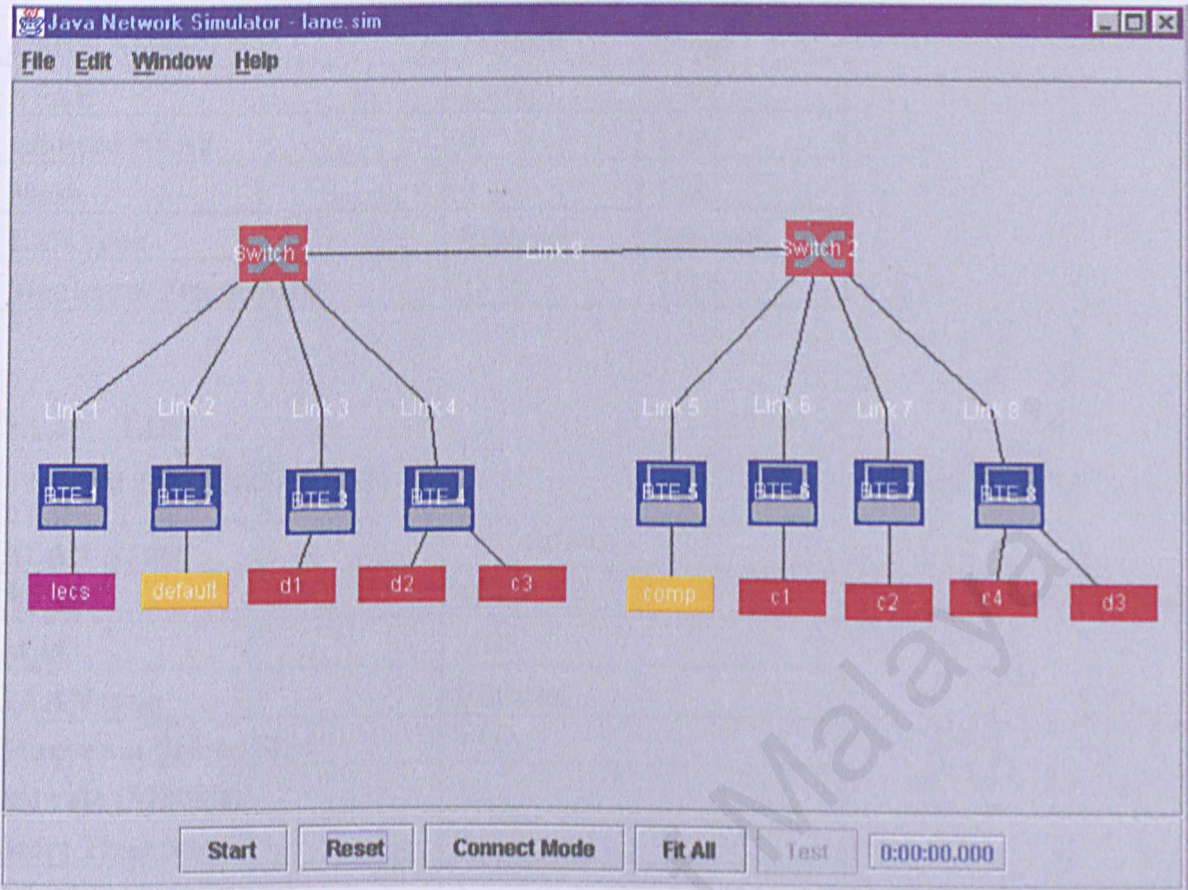 Java Network Simulator - lane.sim
File Edit Window Help
Switch 1
Link 9
Switch 2
Link 1 Link 2 Link 3 Link 4 Link 5 Link 6 Link 7 Link 8
BTE 1 BTE 2 BTE 3 BTE 4 BTE 5 BTE 6 BTE 7 BTE 8
lecs default d1 d2 c3 comp c1 c2 c4 d3
Malaya
Start Reset Connect Mode Fit All Test 0:00:00.000